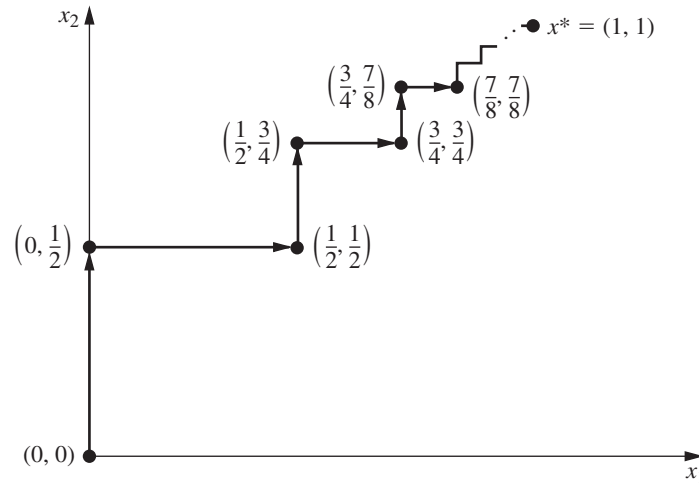 x₂
x* = (1, 1)
(3/4, 7/8)
(7/8, 7/8)
(1/2, 3/4)
(3/4, 3/4)
(0, 1/2)
(1/2, 1/2)
(0, 0)
x